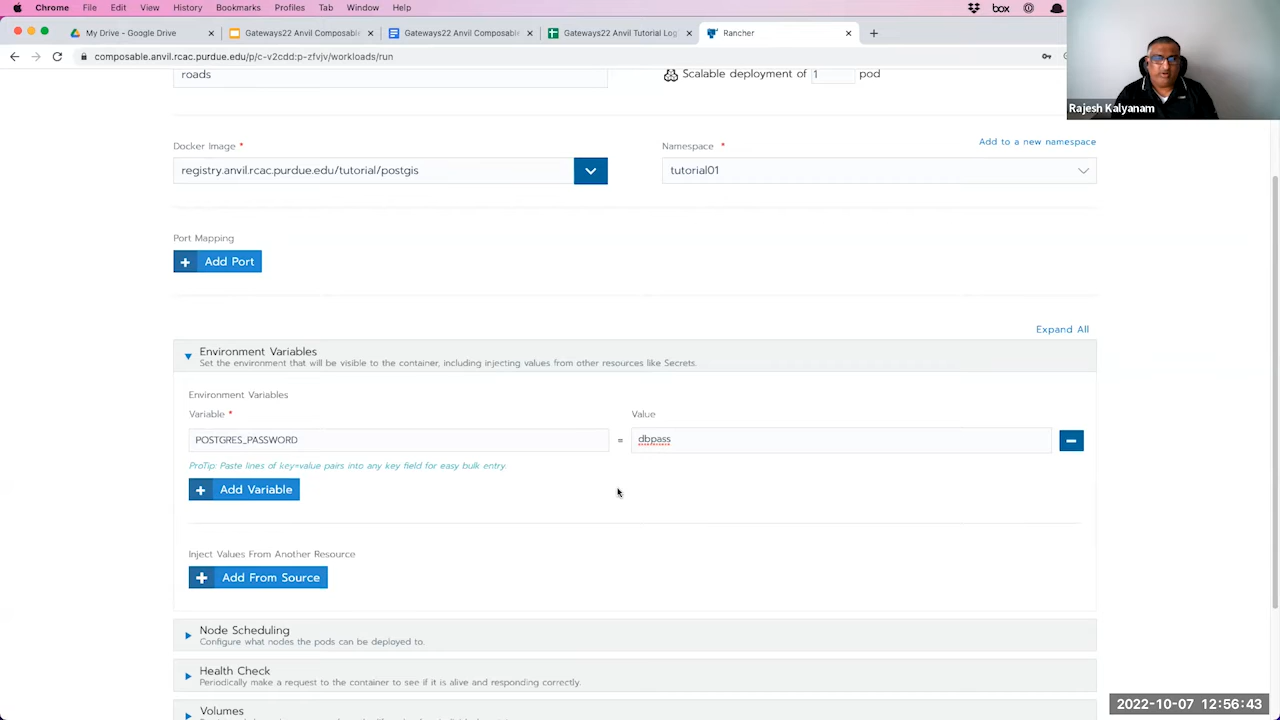 Chrome File Edit View History Bookmarks Profiles Tab Window Help
box
My Drive – Google Drive
Gateways22 Anvil Composable
Gateways22 Anvil Composable
Gateways22 Anvil Tutorial Log
Rancher
composable.anvil.rcac.purdue.edu/p/c-v2cdd:p-zfvjv/workloads/run
Rajesh Kalyanam
roads
Scalable deployment of 1 pod
Docker Image *
Namespace *
Add to a new namespace
registry.anvil.rcac.purdue.edu/tutorial/postgis
tutorial01
Port Mapping
+ Add Port
Expand All
Environment Variables
Set the environment that will be visible to the container, including injecting values from other resources like Secrets.
Environment Variables
Variable *
Value
POSTGRES_PASSWORD
=
dbpass
ProTip: Paste lines of key=value pairs into any key field for easy bulk entry.
+ Add Variable
Inject Values From Another Resource
+ Add From Source
Node Scheduling
Configure what nodes the pods can be deployed to.
Health Check
Periodically make a request to the container to see if it is alive and responding correctly.
Volumes
2022-10-07 12:56:43